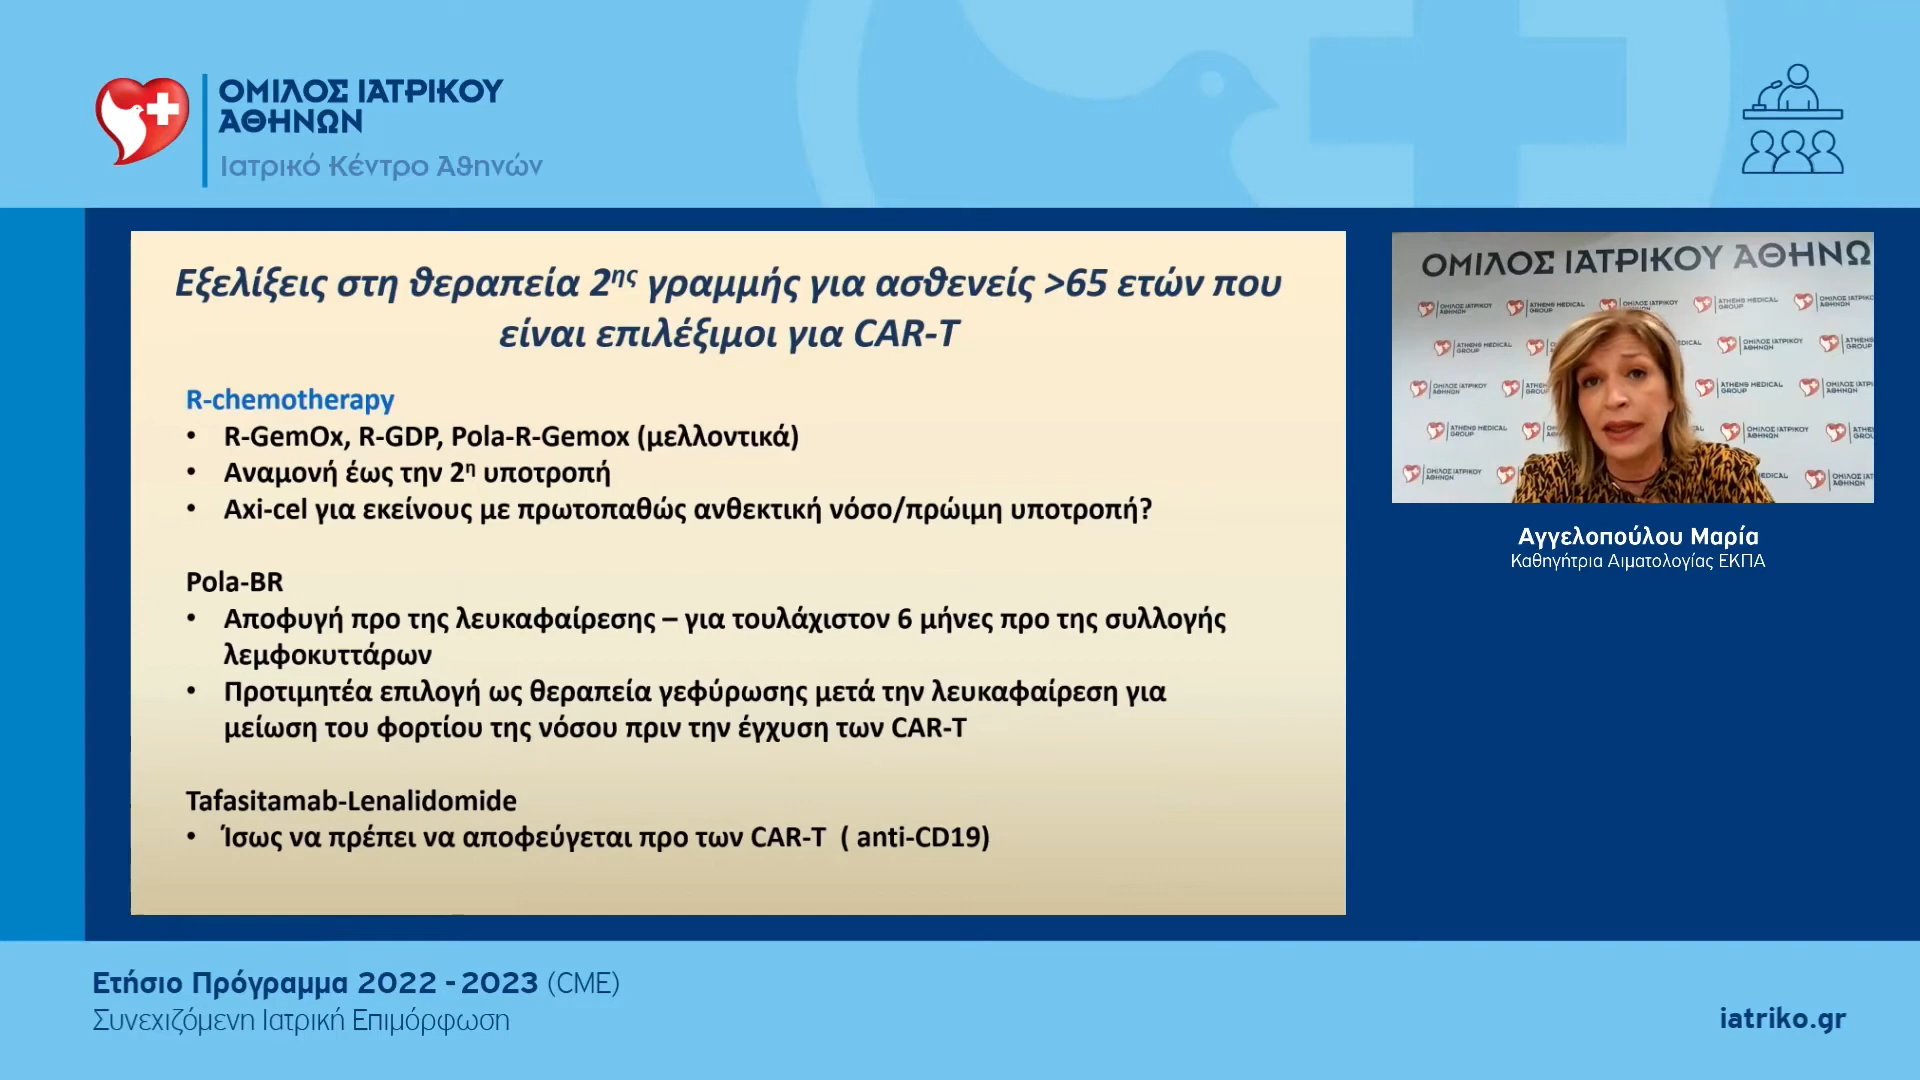 ΟΜΙΛΟΣ ΙΑΤΡΙΚΟΥ
ΑΘΗΝΩΝ
Ιατρικό Κέντρο Αθηνών
Εξελίξεις στη θεραπεία 2ης γραμμής για ασθενείς >65 ετών που
είναι επιλέξιμοι για CAR-T
R-chemotherapy
• R-GemOx, R-GDP, Pola-R-Gemox (μελλοντικά)
• Αναμονή έως την 2η υποτροπή
• Axi-cel για εκείνους με πρωτοπαθώς ανθεκτική νόσο/πρώιμη υποτροπή?
Pola-BR
• Αποφυγή προ της λευκαφαίρεσης – για τουλάχιστον 6 μήνες προ της συλλογής
λεμφοκυττάρων
• Προτιμητέα επιλογή ως θεραπεία γεφύρωσης μετά την λευκαφαίρεση για
μείωση του φορτίου της νόσου πριν την έγχυση των CAR-T
Tafasitamab-Lenalidomide
• Ίσως να πρέπει να αποφεύγεται προ των CAR-T ( anti-CD19)
ΟΜΙΛΟΣ ΙΑΤΡΙΚΟΥ ΑΘΗΝΩ
Αγγελοπούλου Μαρία
Καθηγήτρια Αιματολογίας ΕΚΠΑ
Ετήσιο Πρόγραμμα 2022 - 2023 (CME)
Συνεχιζόμενη Ιατρική Επιμόρφωση
iatriko.gr